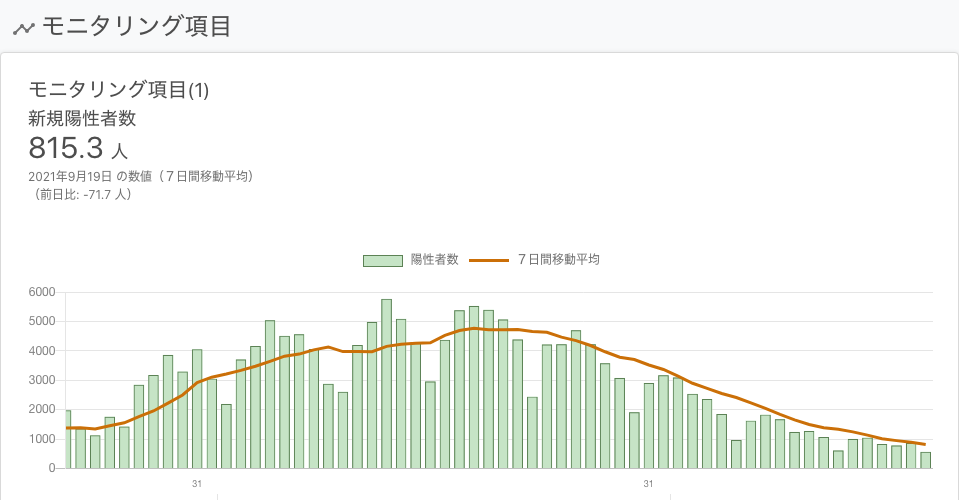 モニタリング項目
モニタリング項目(1)
新規陽性者数
815.3 人
2021年9月19日 の数値（７日間移動平均）
（前日比: -71.7 人）
陽性者数 ７日間移動平均
6000
5000
4000
3000
2000
1000
0
31 31